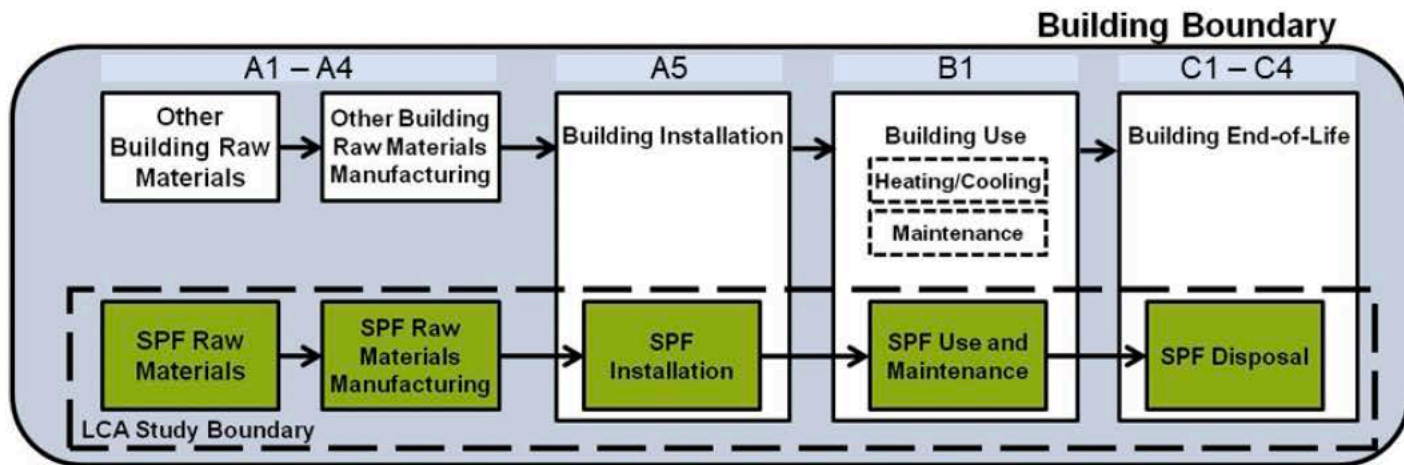 Building Boundary
A1 – A4
A5
B1
C1 – C4
Other
Building Raw
Materials
Other Building
Raw Materials
Manufacturing
Building Installation
Building Use
Heating/Cooling
Maintenance
Building End-of-Life
SPF Raw
Materials
SPF Raw
Materials
Manufacturing
SPF
Installation
SPF Use and
Maintenance
SPF Disposal
LCA Study Boundary